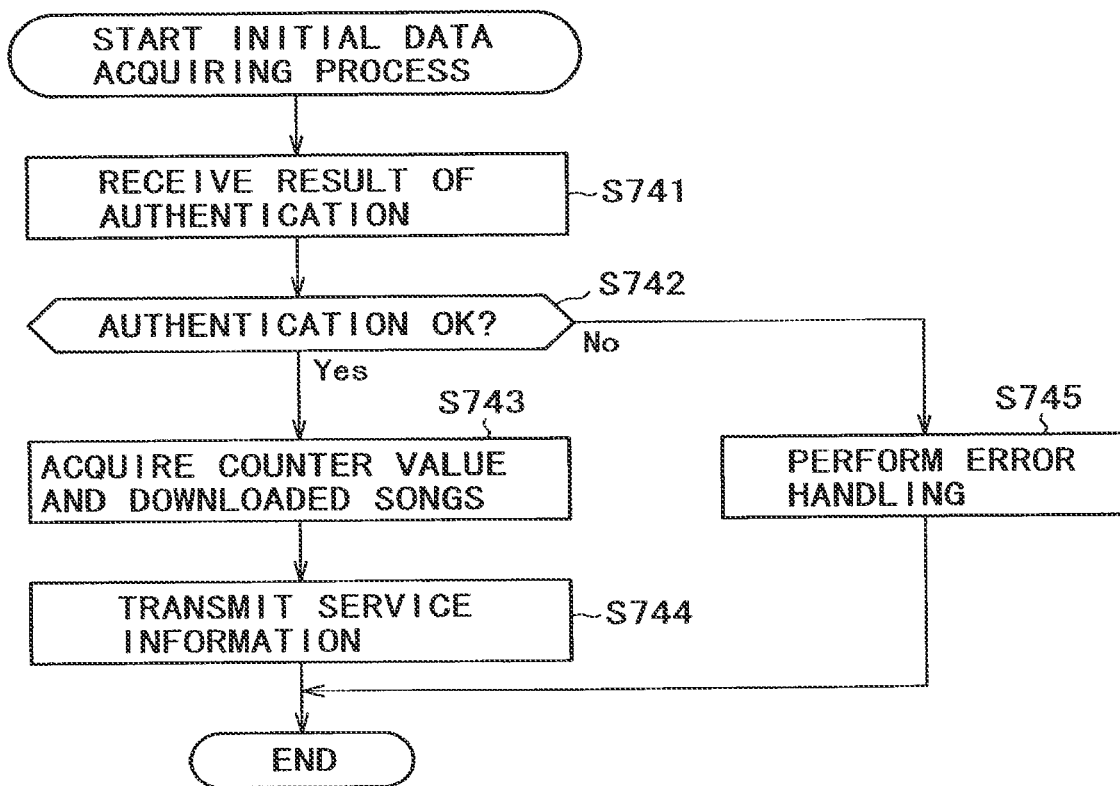 START INITIAL DATA
ACQUIRING PROCESS
RECEIVE RESULT OF
AUTHENTICATION
S741
S742
AUTHENTICATION OK?
No
Yes
S743
S745
ACQUIRE COUNTER VALUE
AND DOWNLOADED SONGS
PERFORM ERROR
HANDLING
TRANSMIT SERVICE
INFORMATION
S744
END